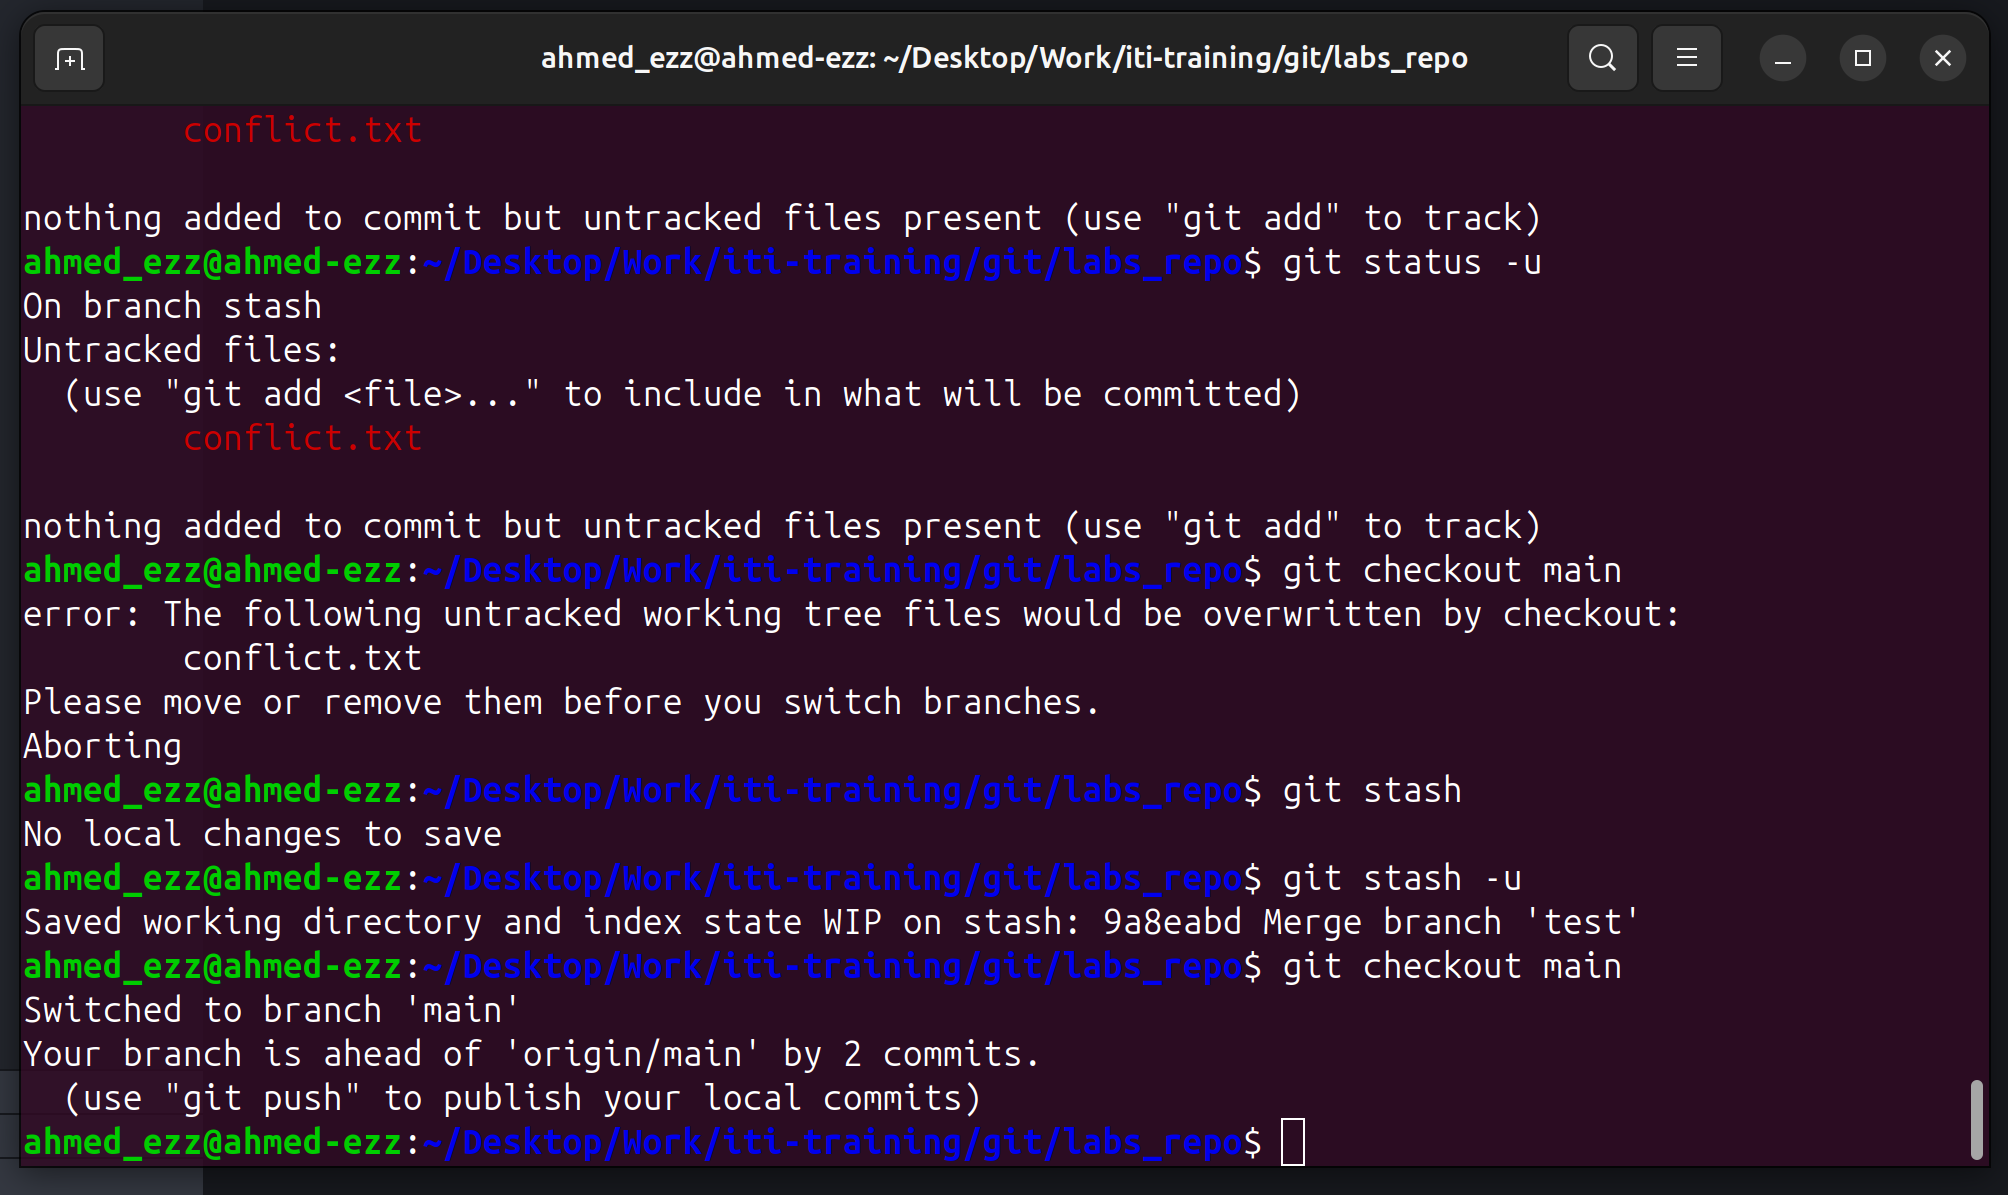 ahmed_ezz@ahmed-ezz: ~/Desktop/Work/iti-training/git/labs_repo
        conflict.txt

nothing added to commit but untracked files present (use "git add" to track)
ahmed_ezz@ahmed-ezz:~/Desktop/Work/iti-training/git/labs_repo$ git status -u
On branch stash
Untracked files:
  (use "git add <file>..." to include in what will be committed)
        conflict.txt

nothing added to commit but untracked files present (use "git add" to track)
ahmed_ezz@ahmed-ezz:~/Desktop/Work/iti-training/git/labs_repo$ git checkout main
error: The following untracked working tree files would be overwritten by checkout:
        conflict.txt
Please move or remove them before you switch branches.
Aborting
ahmed_ezz@ahmed-ezz:~/Desktop/Work/iti-training/git/labs_repo$ git stash
No local changes to save
ahmed_ezz@ahmed-ezz:~/Desktop/Work/iti-training/git/labs_repo$ git stash -u
Saved working directory and index state WIP on stash: 9a8eabd Merge branch 'test'
ahmed_ezz@ahmed-ezz:~/Desktop/Work/iti-training/git/labs_repo$ git checkout main
Switched to branch 'main'
Your branch is ahead of 'origin/main' by 2 commits.
  (use "git push" to publish your local commits)
ahmed_ezz@ahmed-ezz:~/Desktop/Work/iti-training/git/labs_repo$